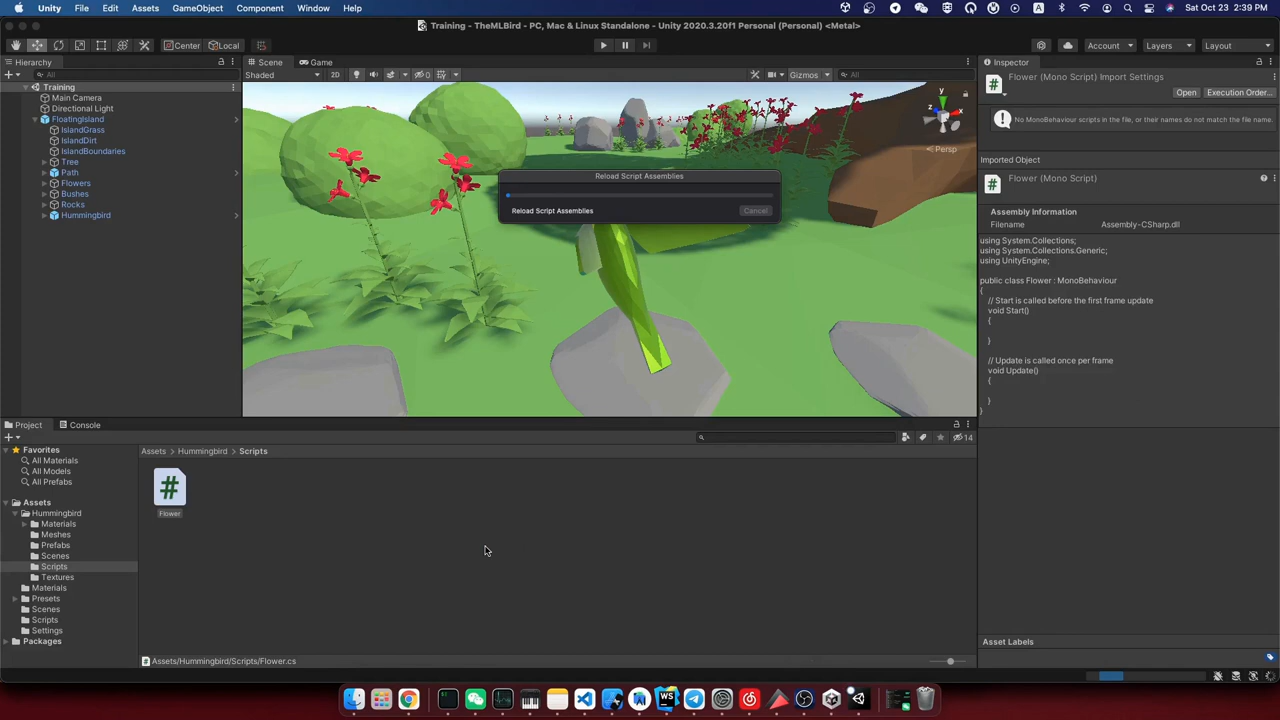 Unity File Edit Assets GameObject Component Window Help A Sat Oct 23 2:39 PM
Training - TheMLBird - PC, Mac & Linux Standalone - Unity 2020.3.20f1 Personal (Personal) <Metal>
Center Local Account Layers Layout
Hierarchy Scene Game Inspector
All Shaded 2D 0 Gizmos All
Training
Main Camera
Directional Light
FloatingIsland
IslandGrass
IslandDirt
IslandBoundaries
Tree
Path
Flowers
Bushes
Rocks
Hummingbird
y
x
z
Persp
Reload Script Assemblies
Reload Script Assemblies Cancel
Flower (Mono Script) Import Settings
Open Execution Order...
No MonoBehaviour scripts in the file, or their names do not match the file name.
Imported Object
Flower (Mono Script)
Assembly Information
Filename Assembly-CSharp.dll
using System.Collections;
using System.Collections.Generic;
using UnityEngine;
public class Flower : MonoBehaviour
{
// Start is called before the first frame update
void Start()
{
}
// Update is called once per frame
void Update()
{
}
}
Asset Labels
Project Console
14
Favorites
All Materials
All Models
All Prefabs
Assets
Hummingbird
Materials
Meshes
Prefabs
Scenes
Scripts
Textures
Materials
Presets
Scenes
Scripts
Settings
Packages
Assets Hummingbird Scripts
#
Flower
Assets/Hummingbird/Scripts/Flower.cs
WS